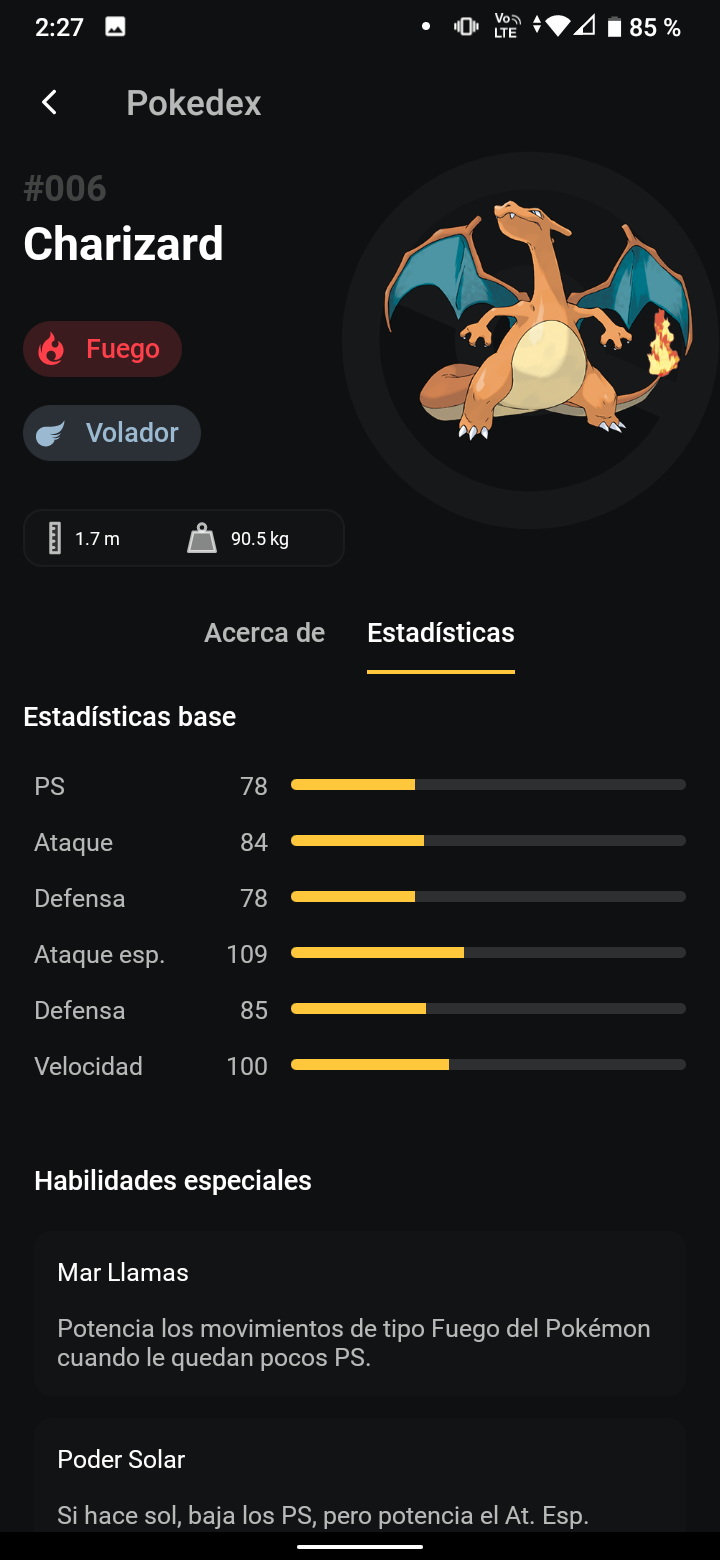 2:27
Vo LTE
85 %
Pokedex
#006
Charizard
Fuego
Volador
1.7 m 90.5 kg
Acerca de Estadísticas
Estadísticas base
PS 78
Ataque 84
Defensa 78
Ataque esp. 109
Defensa 85
Velocidad 100
Habilidades especiales
Mar Llamas
Potencia los movimientos de tipo Fuego del Pokémon
cuando le quedan pocos PS.
Poder Solar
Si hace sol, baja los PS, pero potencia el At. Esp.